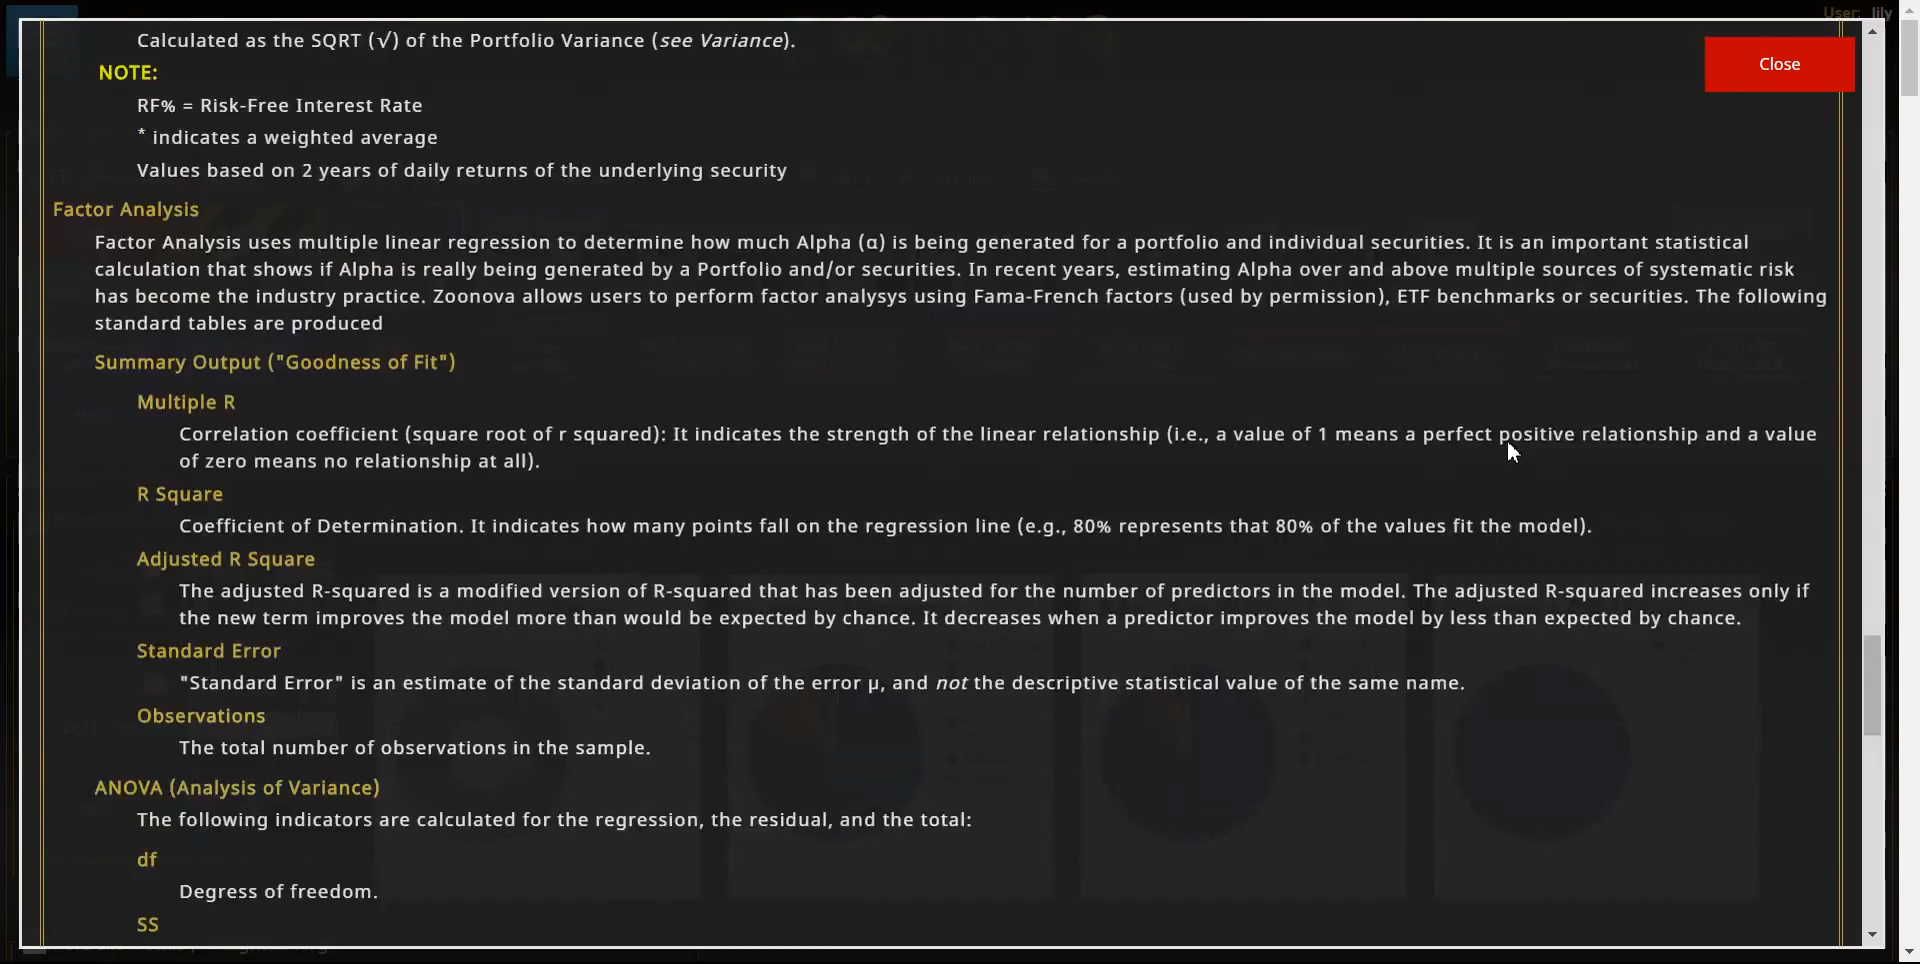 User: lily
Calculated as the SQRT (√) of the Portfolio Variance (see Variance).
Close
NOTE:
RF% = Risk-Free Interest Rate
* indicates a weighted average
Values based on 2 years of daily returns of the underlying security
Factor Analysis
Factor Analysis uses multiple linear regression to determine how much Alpha (α) is being generated for a portfolio and individual securities. It is an important statistical
calculation that shows if Alpha is really being generated by a Portfolio and/or securities. In recent years, estimating Alpha over and above multiple sources of systematic risk
has become the industry practice. Zoonova allows users to perform factor analysys using Fama-French factors (used by permission), ETF benchmarks or securities. The following
standard tables are produced
Summary Output ("Goodness of Fit")
Multiple R
Correlation coefficient (square root of r squared): It indicates the strength of the linear relationship (i.e., a value of 1 means a perfect positive relationship and a value
of zero means no relationship at all).
R Square
Coefficient of Determination. It indicates how many points fall on the regression line (e.g., 80% represents that 80% of the values fit the model).
Adjusted R Square
The adjusted R-squared is a modified version of R-squared that has been adjusted for the number of predictors in the model. The adjusted R-squared increases only if
the new term improves the model more than would be expected by chance. It decreases when a predictor improves the model by less than expected by chance.
Standard Error
"Standard Error" is an estimate of the standard deviation of the error μ, and not the descriptive statistical value of the same name.
Observations
The total number of observations in the sample.
ANOVA (Analysis of Variance)
The following indicators are calculated for the regression, the residual, and the total:
df
Degress of freedom.
SS